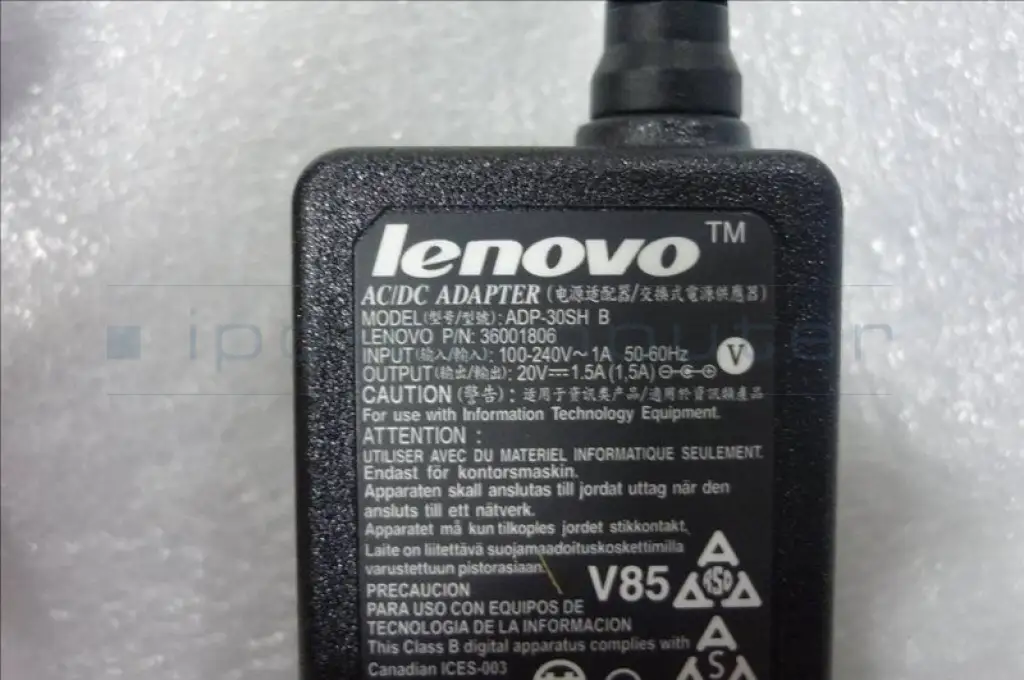 lenovo™
AC/DC ADAPTER (电源适配器/交換式電源供應器)
MODEL(型号/型號): ADP-30SH B
LENOVO P/N: 36001806
INPUT(输入/輸入): 100-240V~1A 50-60Hz
V
OUTPUT(输出/輸出): 20V⎓1.5A (1.5A)
CAUTION (警告): 适用于资讯类产品/適用於資訊類產品
For use with Information Technology Equipment.
ATTENTION :
UTILISER AVEC DU MATERIEL INFORMATIQUE SEULEMENT.
Endast för kontorsmaskin.
Apparaten skall anslutas till jordat uttag när den
ansluts till ett nätverk.
Apparatet må kun tilkoples jordet stikkontakt.
Laite on liitettävä suojamaadoituskoskettimilla
varustettuun pistorasiaan.
V85
PRECAUCION
PARA USO CON EQUIPOS DE
TECNOLOGIA DE LA INFORMACION
This Class B digital apparatus complies with
Canadian ICES-003
S